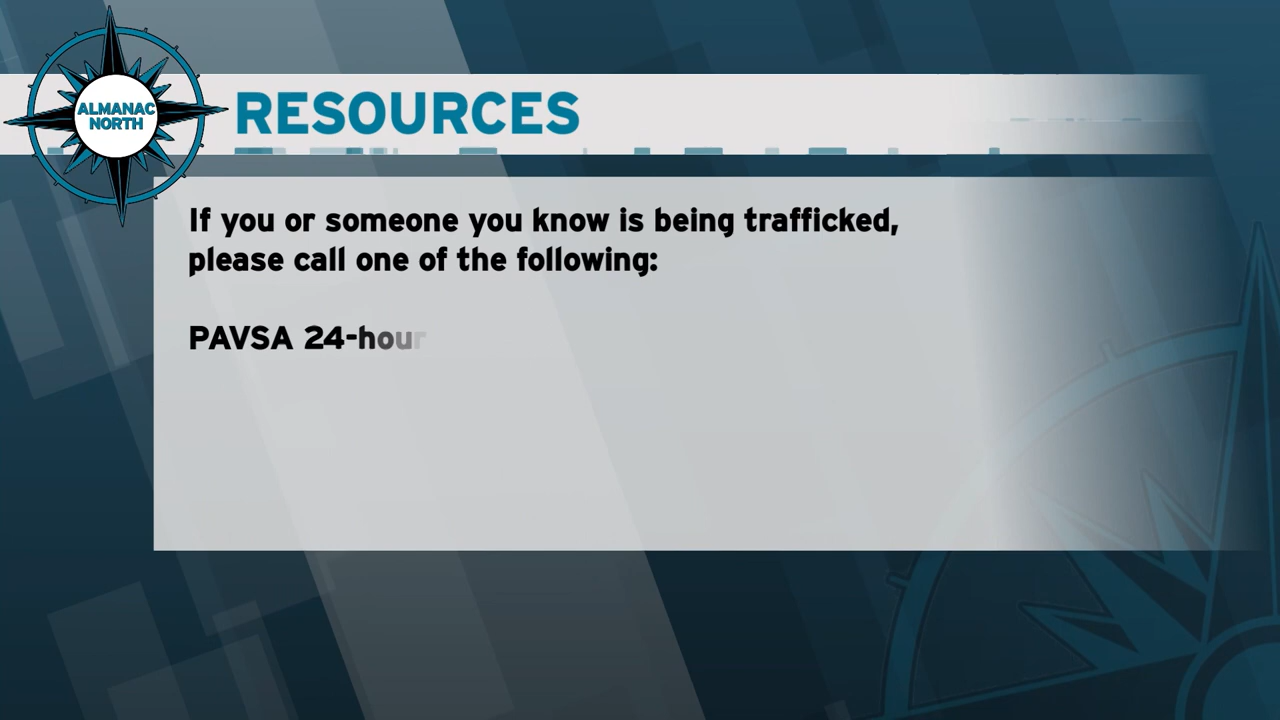 ALMANAC
NORTH
RESOURCES
If you or someone you know is being trafficked,
please call one of the following:
PAVSA 24-hour